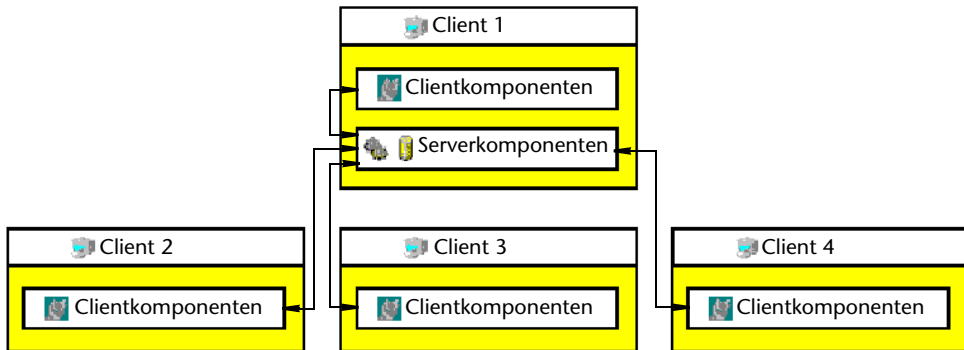 Client 1
Clientkomponenten
Serverkomponenten
Client 2
Client 3
Client 4
Clientkomponenten
Clientkomponenten
Clientkomponenten